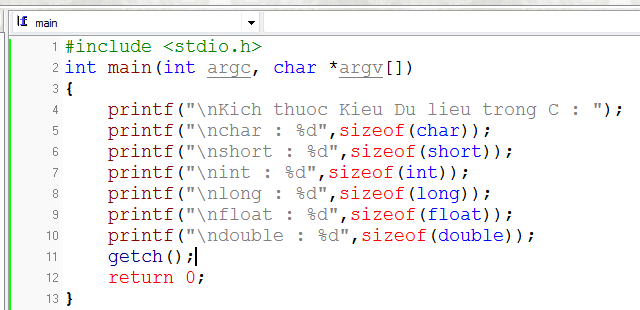 main
1 #include <stdio.h>
2 int main(int argc, char *argv[])
3 {
4 printf("\nKich thuoc Kieu Du lieu trong C : ");
5 printf("\nchar : %d",sizeof(char));
6 printf("\nshort : %d",sizeof(short));
7 printf("\nint : %d",sizeof(int));
8 printf("\nlong : %d",sizeof(long));
9 printf("\nfloat : %d",sizeof(float));
10 printf("\ndouble : %d",sizeof(double));
11 getch();
12 return 0;
13 }